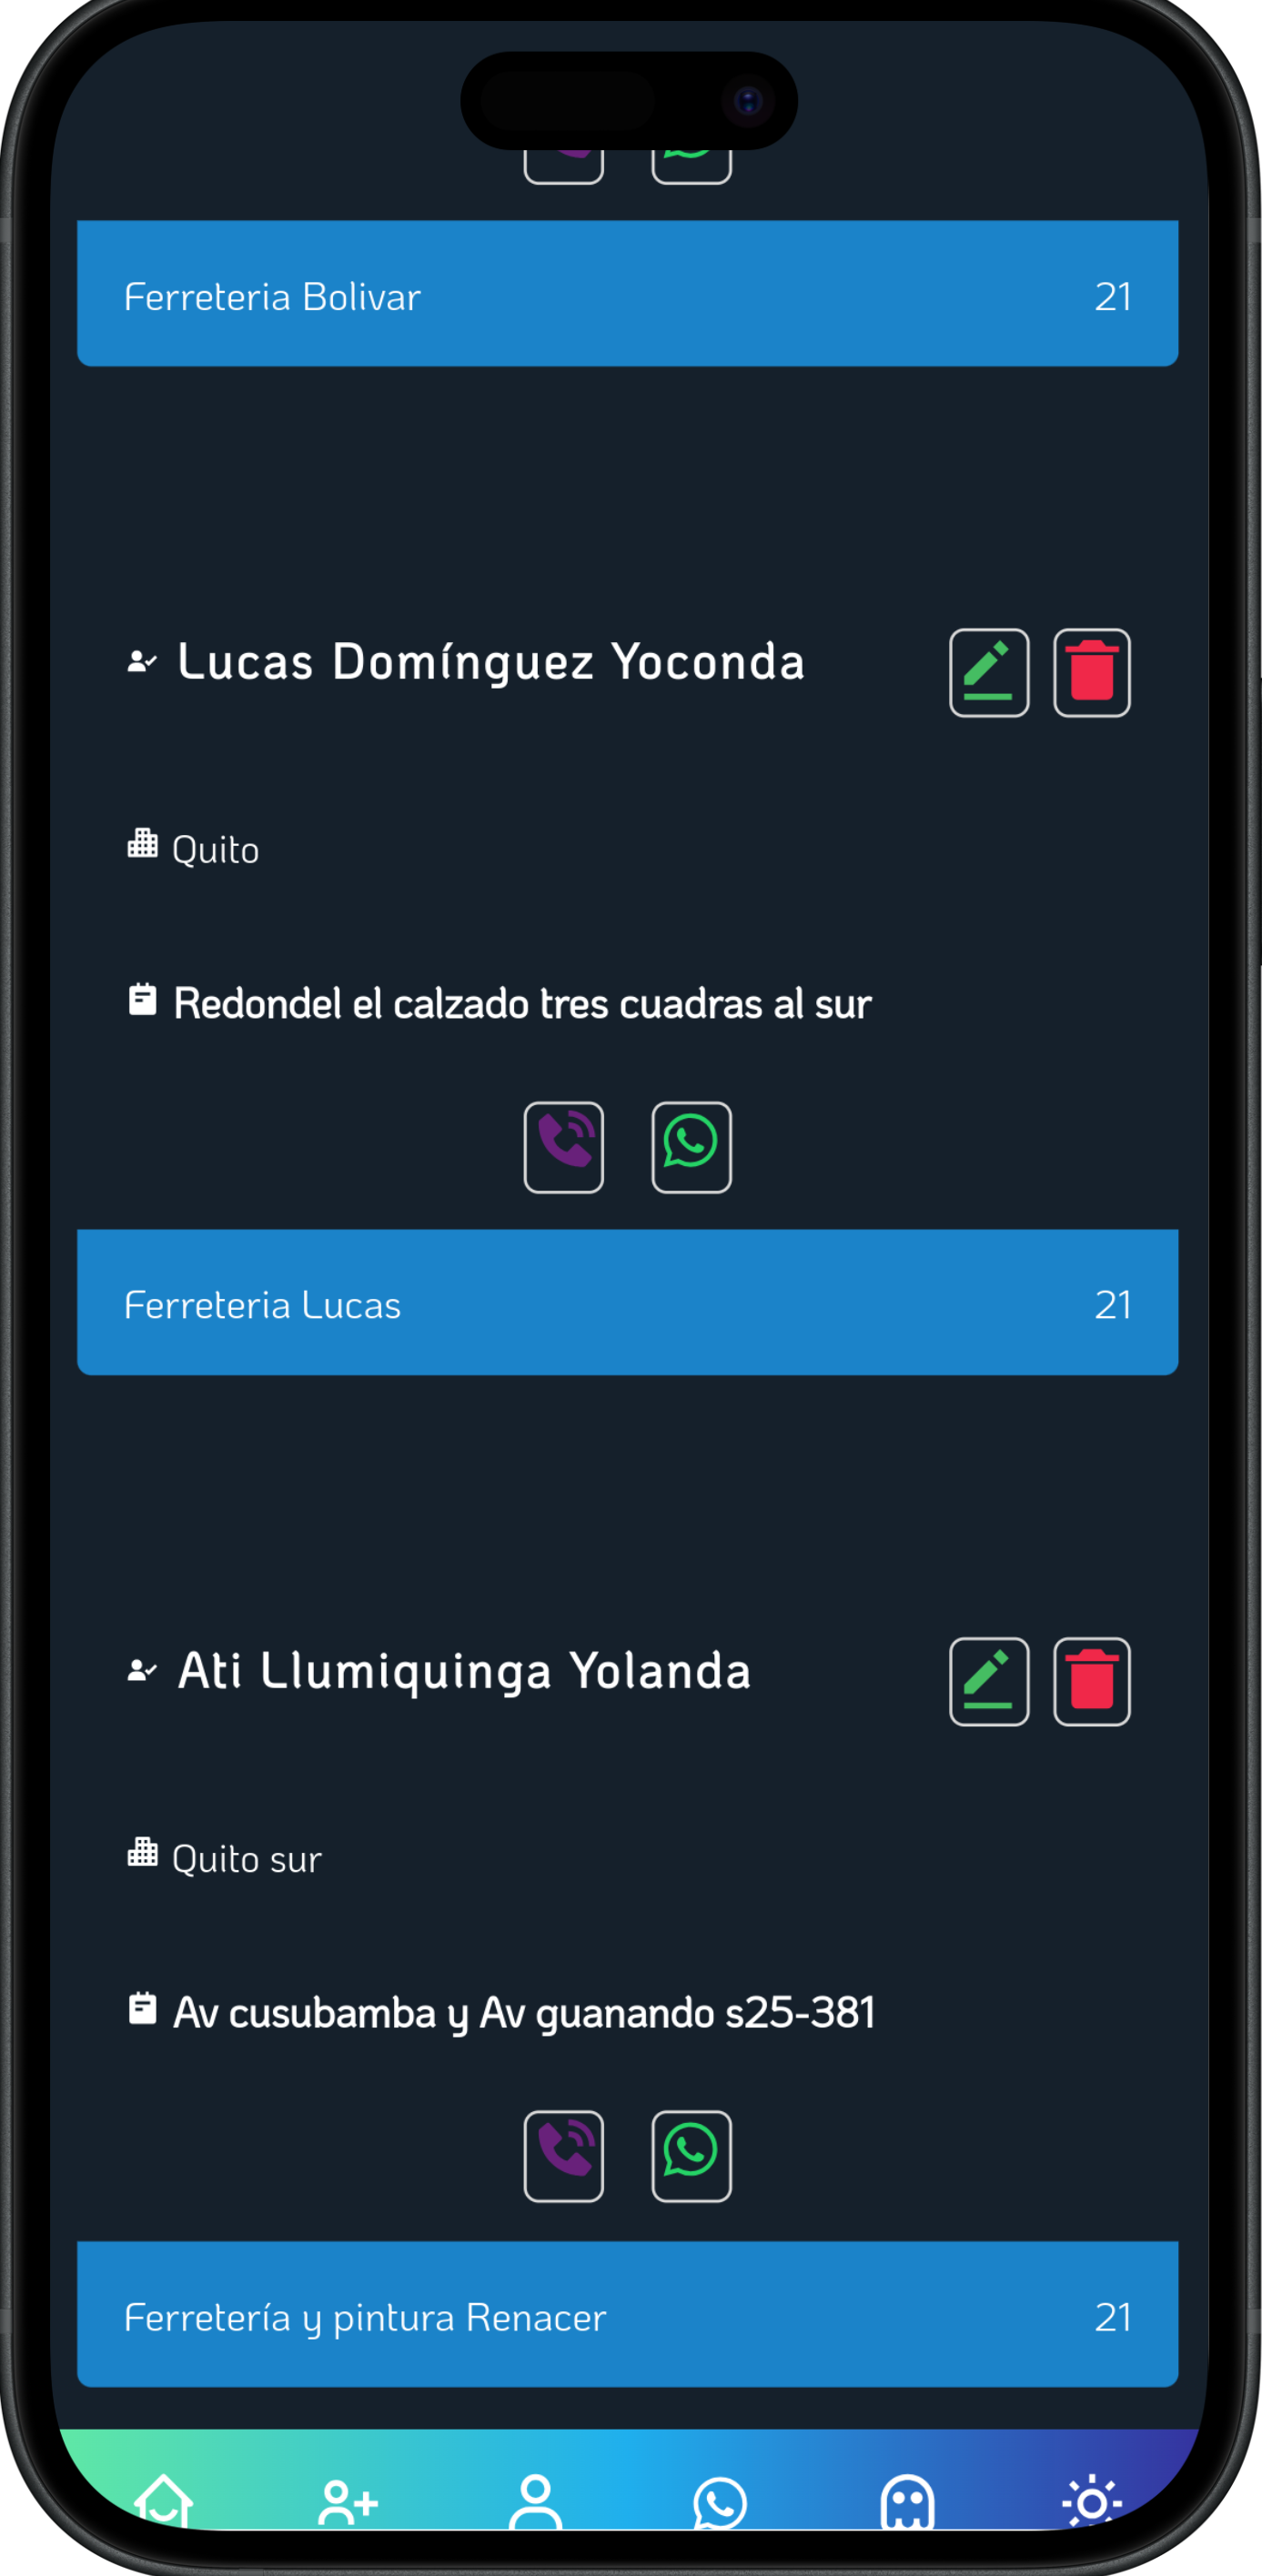 Ferreteria Bolivar 21
Lucas Domínguez Yoconda
Quito
Redondel el calzado tres cuadras al sur
Ferreteria Lucas 21
Ati Llumiquinga Yolanda
Quito sur
Av cusubamba y Av guanando s25-381
Ferretería y pintura Renacer 21